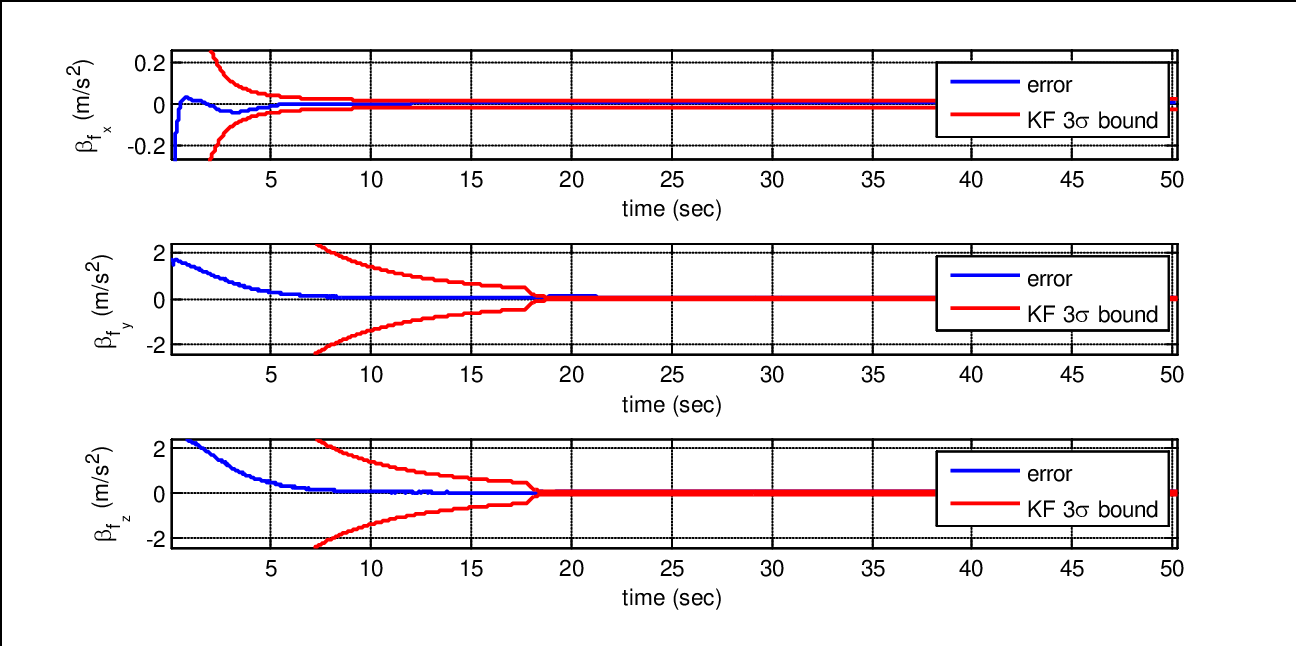 β_{f_x} (m/s²)
0.2
0
-0.2
error
KF 3σ bound
5 10 15 20 25 30 35 40 45 50
time (sec)
β_{f_y} (m/s²)
2
0
-2
error
KF 3σ bound
5 10 15 20 25 30 35 40 45 50
time (sec)
β_{f_z} (m/s²)
2
0
-2
error
KF 3σ bound
5 10 15 20 25 30 35 40 45 50
time (sec)